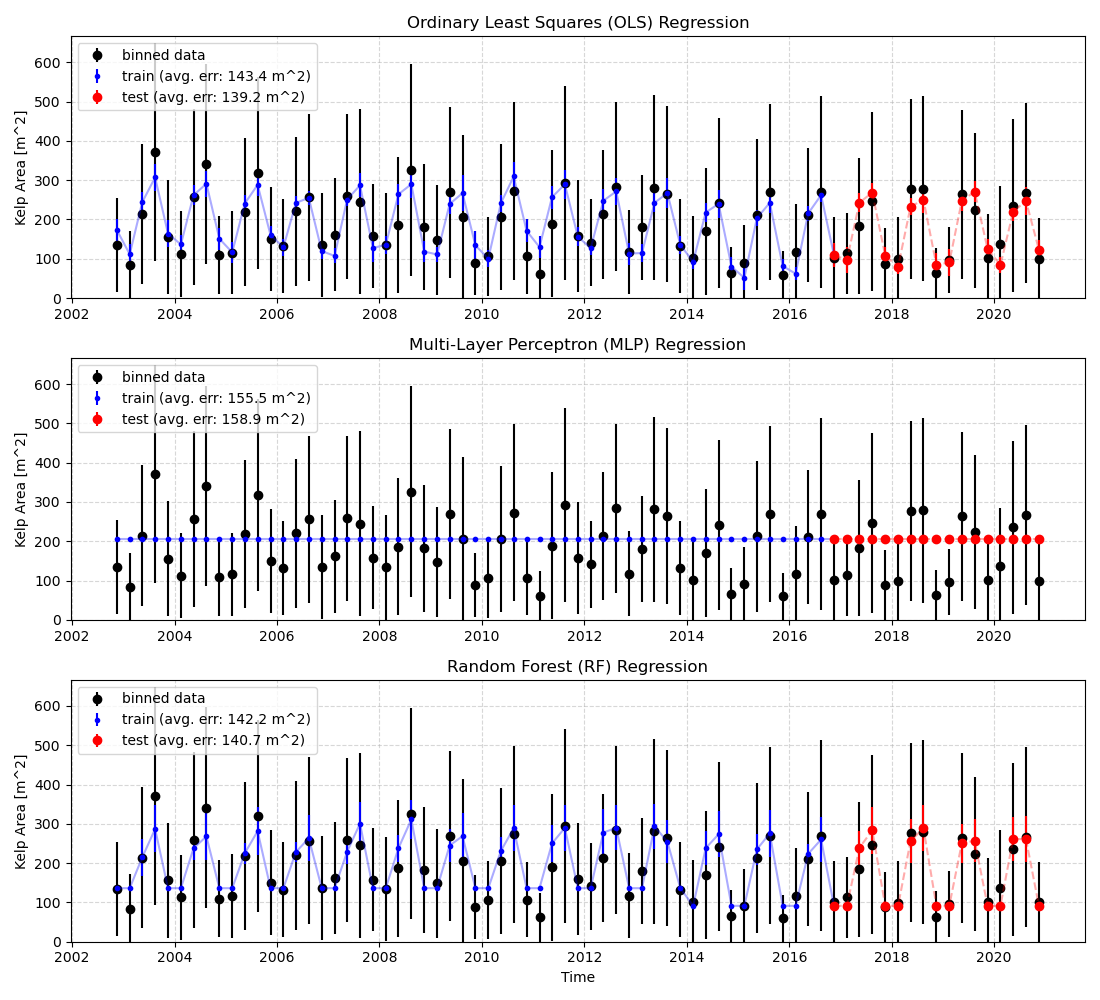 Ordinary Least Squares (OLS) Regression
Kelp Area [m^2]
600
500
400
300
200
100
0
binned data
train (avg. err: 143.4 m^2)
test (avg. err: 139.2 m^2)
2002 2004 2006 2008 2010 2012 2014 2016 2018 2020
Multi-Layer Perceptron (MLP) Regression
Kelp Area [m^2]
600
500
400
300
200
100
0
binned data
train (avg. err: 155.5 m^2)
test (avg. err: 158.9 m^2)
2002 2004 2006 2008 2010 2012 2014 2016 2018 2020
Random Forest (RF) Regression
Kelp Area [m^2]
600
500
400
300
200
100
0
binned data
train (avg. err: 142.2 m^2)
test (avg. err: 140.7 m^2)
2002 2004 2006 2008 2010 2012 2014 2016 2018 2020
Time